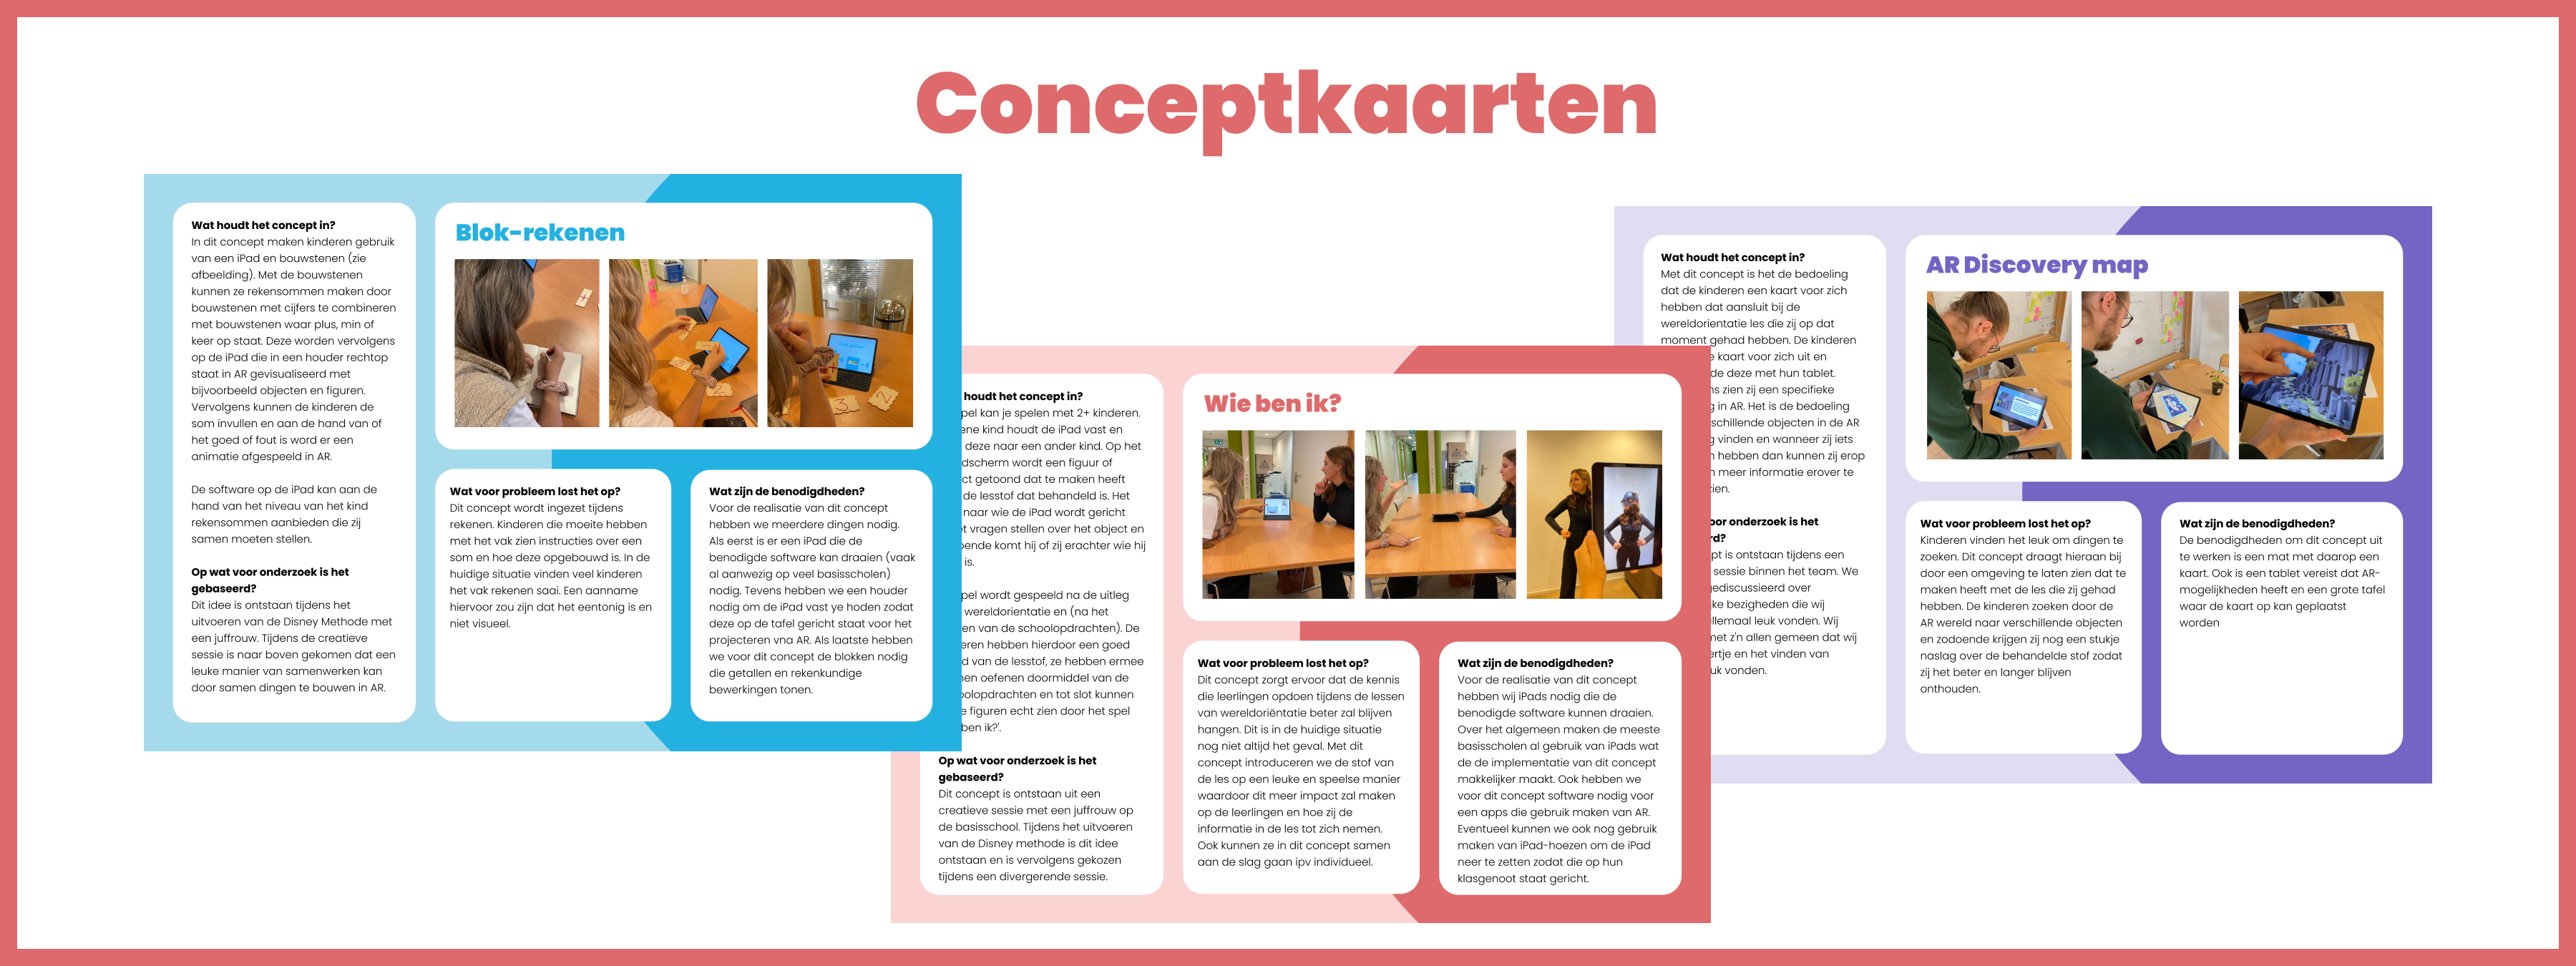 Conceptkaarten
Wat houdt het concept in?
In dit concept maken kinderen gebruik
van een iPad en bouwstenen (zie
afbeelding). Met de bouwstenen
kunnen ze rekensommen maken door
bouwstenen met cijfers te combineren
met bouwstenen waar plus, min of
keer op staat. Deze worden vervolgens
op de iPad die in een houder rechtop
staat in AR gevisualiseerd met
bijvoorbeeld objecten en figuren.
Vervolgens kunnen de kinderen de
som invullen en aan de hand van of
het goed of fout is word er een
animatie afgespeeld in AR.
De software op de iPad kan aan de
hand van het niveau van het kind
rekensommen aanbieden die zij
samen moeten stellen.
Op wat voor onderzoek is het
gebaseerd?
Dit idee is ontstaan tijdens het
uitvoeren van de Disney Methode met
een juffrouw. Tijdens de creatieve
sessie is naar boven gekomen dat een
leuke manier van samenwerken kan
door samen dingen te bouwen in AR.
Blok-rekenen
Wat voor probleem lost het op?
Dit concept wordt ingezet tijdens
rekenen. Kinderen die moeite hebben
met het vak zien instructies over een
som en hoe deze opgebouwd is. In de
huidige situatie vinden veel kinderen
het vak rekenen saai. Een aanname
hiervoor zou zijn dat het eentonig is en
niet visueel.
Wat zijn de benodigdheden?
Voor de realisatie van dit concept
hebben we meerdere dingen nodig.
Als eerst is er een iPad die de
benodigde software kan draaien (vaak
al aanwezig op veel basisscholen)
nodig. Tevens hebben we een houder
nodig om de iPad vast ye hoden zodat
deze op de tafel gericht staat voor het
projecteren vna AR. Als laatste hebben
we voor dit concept de blokken nodig
die getallen en rekenkundige
bewerkingen tonen.
houdt het concept in?
pel kan je spelen met 2+ kinderen.
ene kind houdt de iPad vast en
deze naar een ander kind. Op het
dscherm wordt een figuur of
ct getoond dat te maken heeft
de lesstof dat behandeld is. Het
naar wie de iPad wordt gericht
t vragen stellen over het object en
oende komt hij of zij erachter wie hij
is.
pel wordt gespeeld na de uitleg
wereldorientatie en (na het
en van de schoolopdrachten). De
eren hebben hierdoor een goed
d van de lesstof, ze hebben ermee
nen oefenen doormiddel van de
oolopdrachten en tot slot kunnen
e figuren echt zien door het spel
ben ik?'.
Op wat voor onderzoek is het
gebaseerd?
Dit concept is ontstaan uit een
creatieve sessie met een juffrouw op
de basisschool. Tijdens het uitvoeren
van de Disney methode is dit idee
ontstaan en is vervolgens gekozen
tijdens een divergerende sessie.
Wie ben ik?
Wat voor probleem lost het op?
Dit concept zorgt ervoor dat de kennis
die leerlingen opdoen tijdens de lessen
van wereldoriëntatie beter zal blijven
hangen. Dit is in de huidige situatie
nog niet altijd het geval. Met dit
concept introduceren we de stof van
de les op een leuke en speelse manier
waardoor dit meer impact zal maken
op de leerlingen en hoe zij de
informatie in de les tot zich nemen.
Ook kunnen ze in dit concept samen
aan de slag gaan ipv individueel.
Wat zijn de benodigdheden?
Voor de realisatie van dit concept
hebben wij iPads nodig die de
benodigde software kunnen draaien.
Over het algemeen maken de meeste
basisscholen al gebruik van iPads wat
de de implementatie van dit concept
makkelijker maakt. Ook hebben we
voor dit concept software nodig voor
een apps die gebruik maken van AR.
Eventueel kunnen we ook nog gebruik
maken van iPad-hoezen om de iPad
neer te zetten zodat die op hun
klasgenoot staat gericht.
Wat houdt het concept in?
Met dit concept is het de bedoeling
dat de kinderen een kaart voor zich
hebben dat aansluit bij de
wereldorientatie les die zij op dat
moment gehad hebben. De kinderen
e kaart voor zich uit en
de deze met hun tablet.
ns zien zij een specifieke
g in AR. Het is de bedoeling
schillende objecten in de AR
g vinden en wanneer zij iets
n hebben dan kunnen zij erop
n meer informatie erover te
zien.
oor onderzoek is het
rd?
pt is ontstaan tijdens een
sessie binnen het team. We
gediscussieerd over
ke bezigheden die wij
llemaal leuk vonden. Wij
met z'n allen gemeen dat wij
ertje en het vinden van
uk vonden.
AR Discovery map
Wat voor probleem lost het op?
Kinderen vinden het leuk om dingen te
zoeken. Dit concept draagt hieraan bij
door een omgeving te laten zien dat te
maken heeft met de les die zij gehad
hebben. De kinderen zoeken door de
AR wereld naar verschillende objecten
en zodoende krijgen zij nog een stukje
naslag over de behandelde stof zodat
zij het beter en langer blijven
onthouden.
Wat zijn de benodigdheden?
De benodigdheden om dit concept uit
te werken is een mat met daarop een
kaart. Ook is een tablet vereist dat AR-
mogelijkheden heeft en een grote tafel
waar de kaart op kan geplaatst
worden